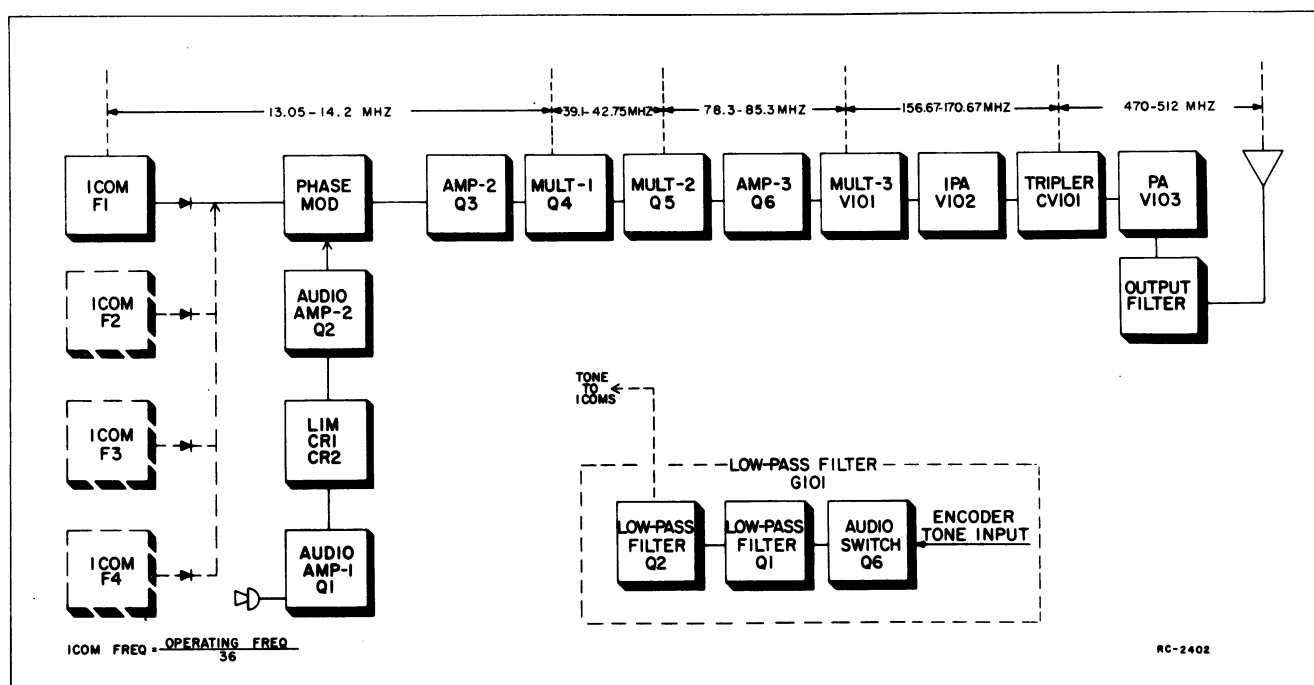 13.05-14.2 MHZ
39.1-42.75MHZ
78.3-85.3MHZ
156.67-170.67MHZ
470-512 MHZ
ICOM
F1
PHASE
MOD
AMP-2
Q3
MULT-1
Q4
MULT-2
Q5
AMP-3
Q6
MULT-3
V101
IPA
V102
TRIPLER
CV101
PA
V103
OUTPUT
FILTER
ICOM
F2
AUDIO
AMP-2
Q2
ICOM
F3
LIM
CR1
CR2
ICOM
F4
AUDIO
AMP-1
Q1
TONE
TO
ICOMS
LOW-PASS FILTER
G101
LOW-PASS
FILTER
Q2
LOW-PASS
FILTER
Q1
AUDIO
SWITCH
Q6
ENCODER
TONE INPUT
ICOM FREQ = OPERATING FREQ
36
RC-2402